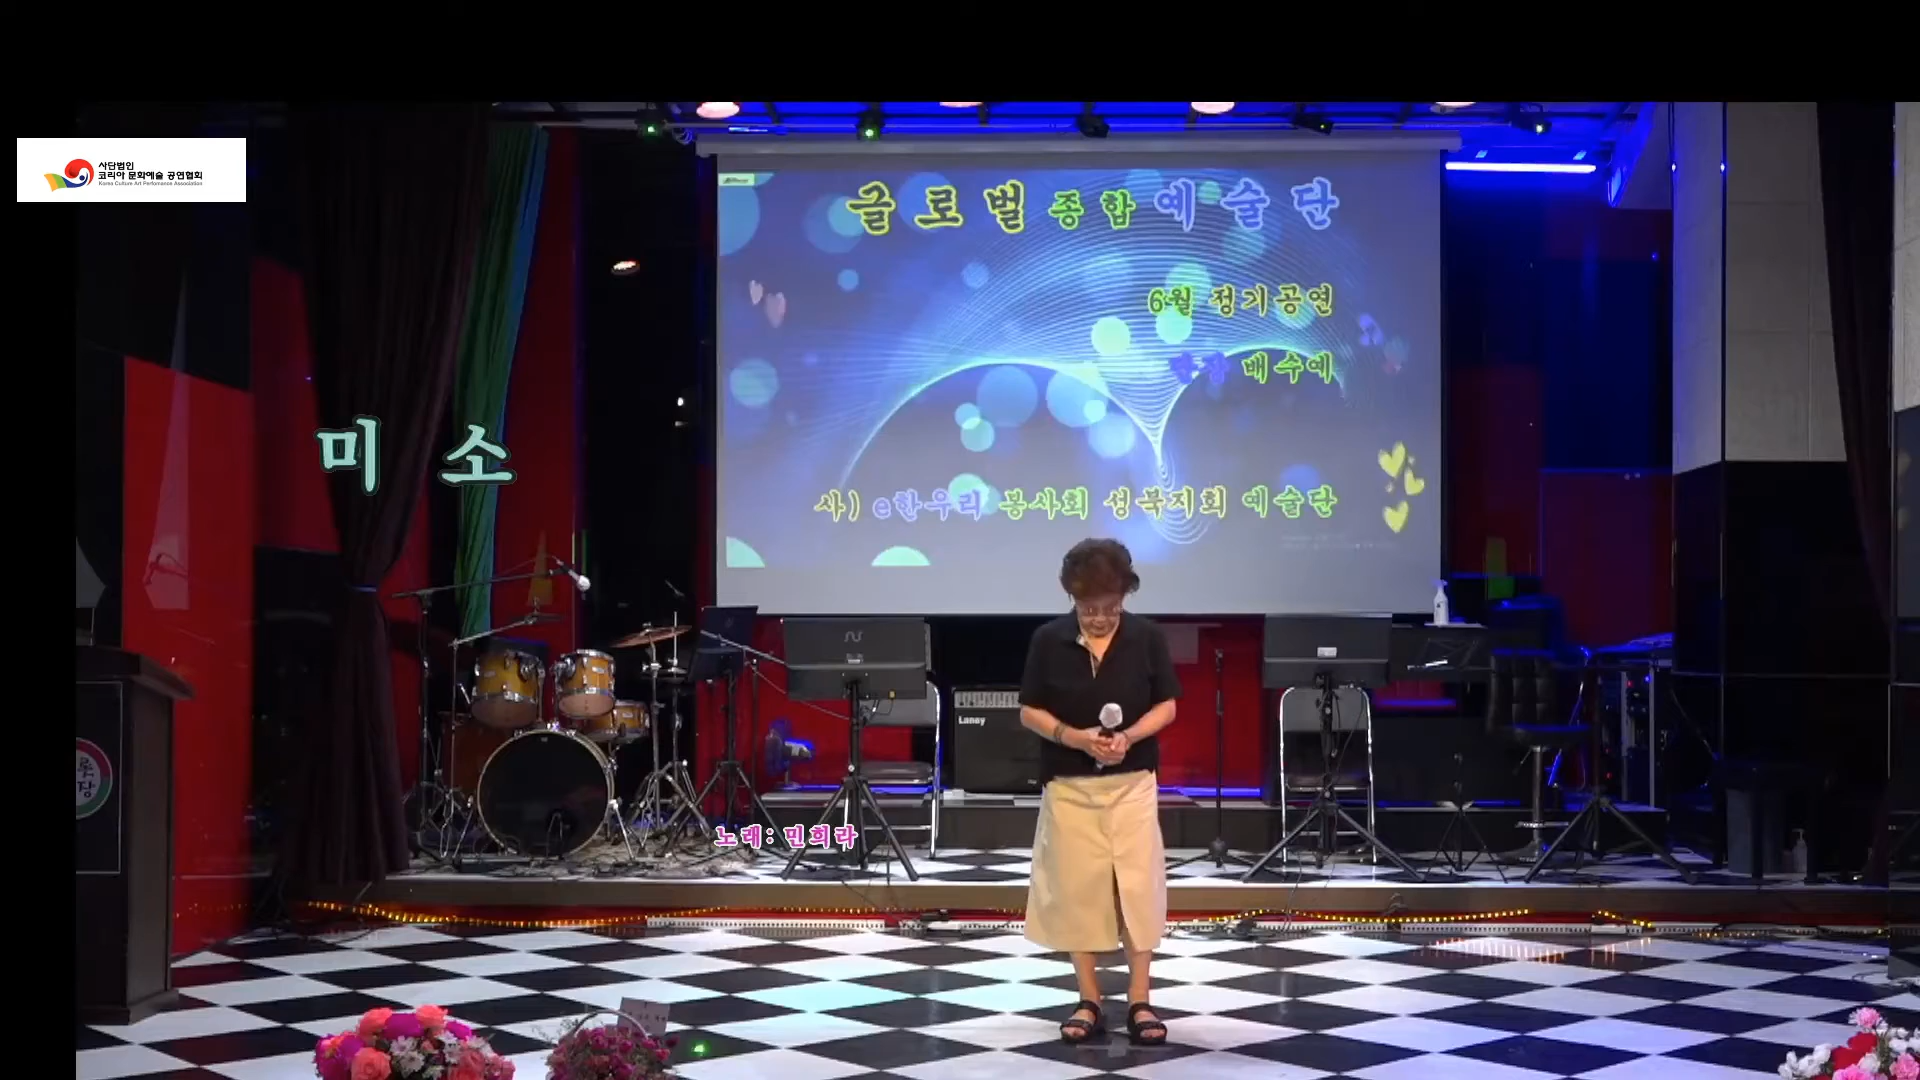 사단법인
코리아 문화예술 공연협회
Korea Culture Art Perfomance Association
글로벌종합예술단
6월 정기공연
단장 배수예
사) e한우리 봉사회 성북지회 예술단
미 소
Laney
노래: 민희라